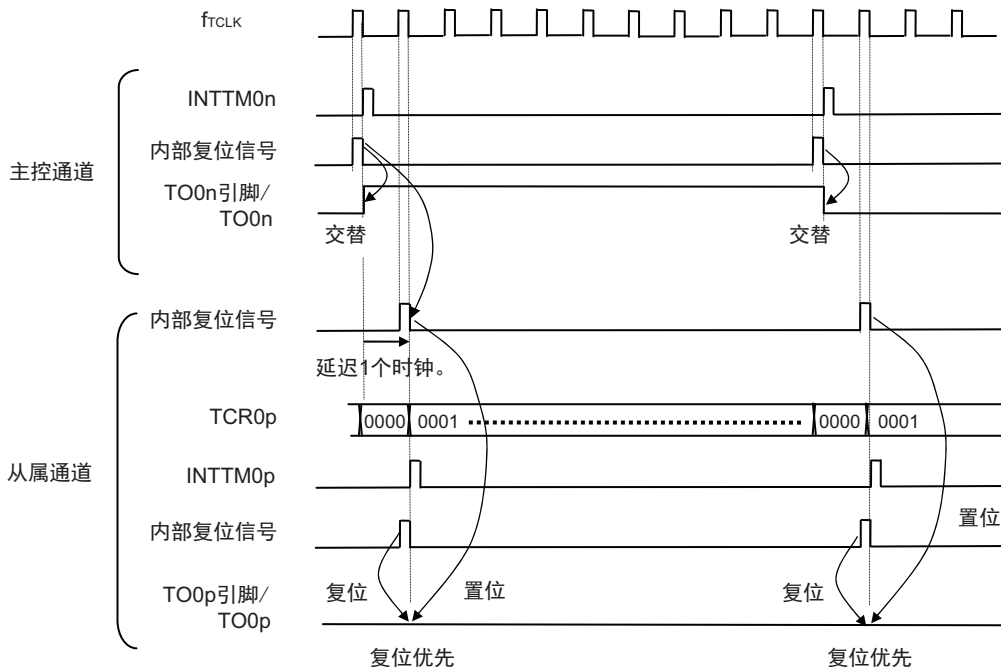 fTCLK
主控通道
INTTM0n
内部复位信号
TO0n引脚/
TO0n
交替
交替
从属通道
内部复位信号
延迟1个时钟。
TCR0p
0000
0001
0000
0001
INTTM0p
内部复位信号
置位
复位
置位
复位
TO0p引脚/
TO0p
复位优先
复位优先